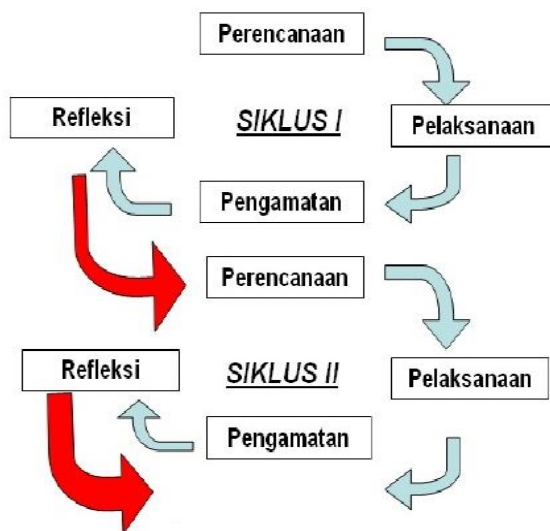 Perencanaan
Refleksi
SIKLUS I
Pelaksanaan
Pengamatan
Perencanaan
Refleksi
SIKLUS II
Pelaksanaan
Pengamatan